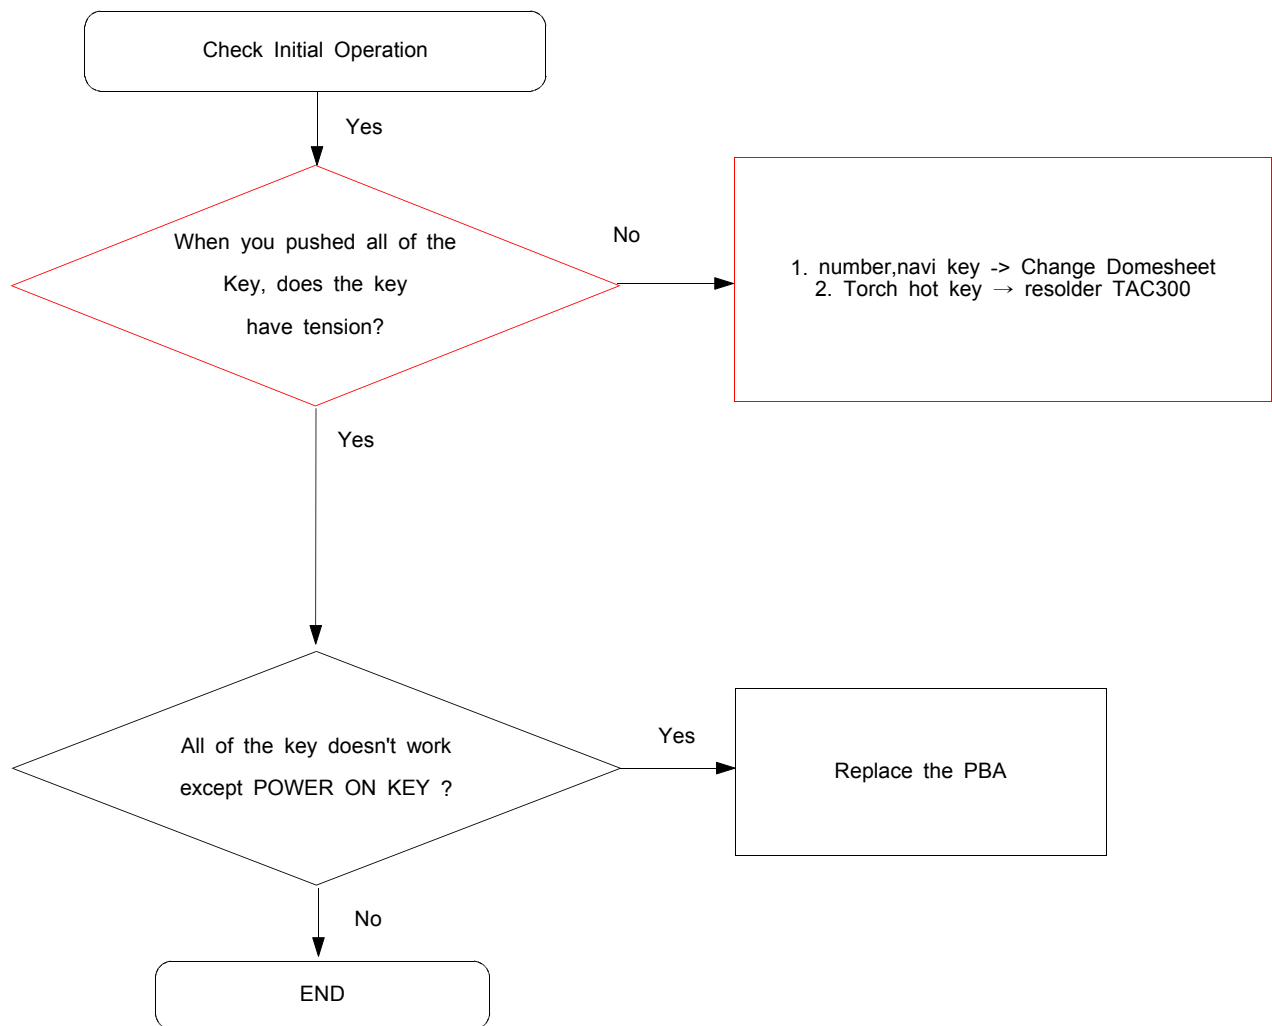 Check Initial Operation
Yes
When you pushed all of the
Key, does the key
have tension?
No
1. number,navi key -> Change Domesheet
2. Torch hot key → resolder TAC300
Yes
All of the key doesn't work
except POWER ON KEY ?
Yes
Replace the PBA
No
END